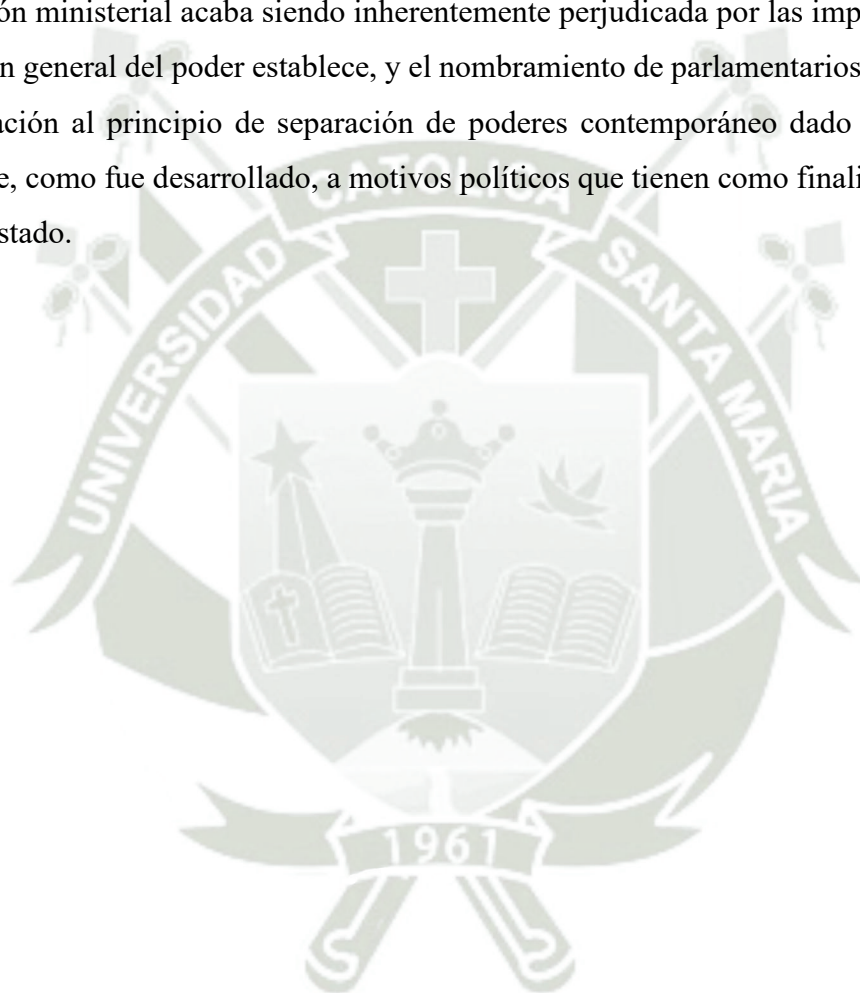 ón ministerial acaba siendo inherentemente perjudicada por las imp
n general del poder establece, y el nombramiento de parlamentarios
ación al principio de separación de poderes contemporáneo dado
e, como fue desarrollado, a motivos políticos que tienen como finali
stado.
CATOLICA
UNIVERSIDAD
SANTA MARIA
1961